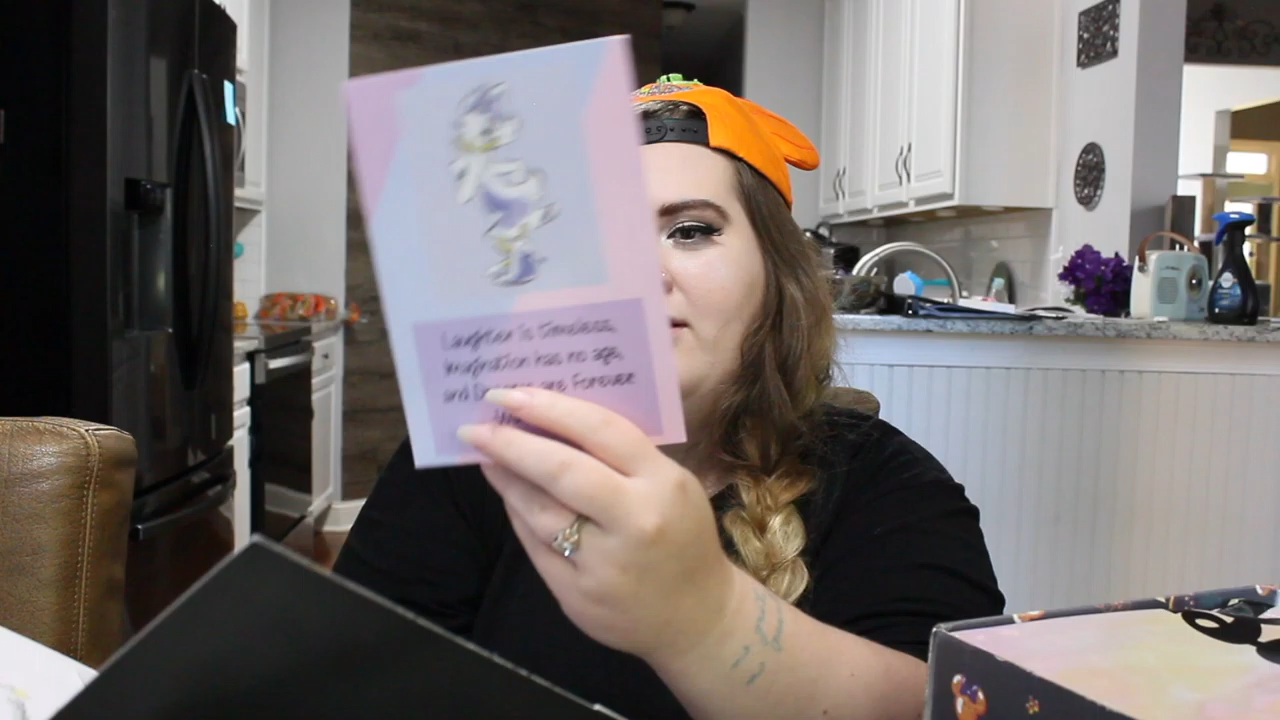 Laughter is timeless,
Imagination has no age,
and Dreams are Forever